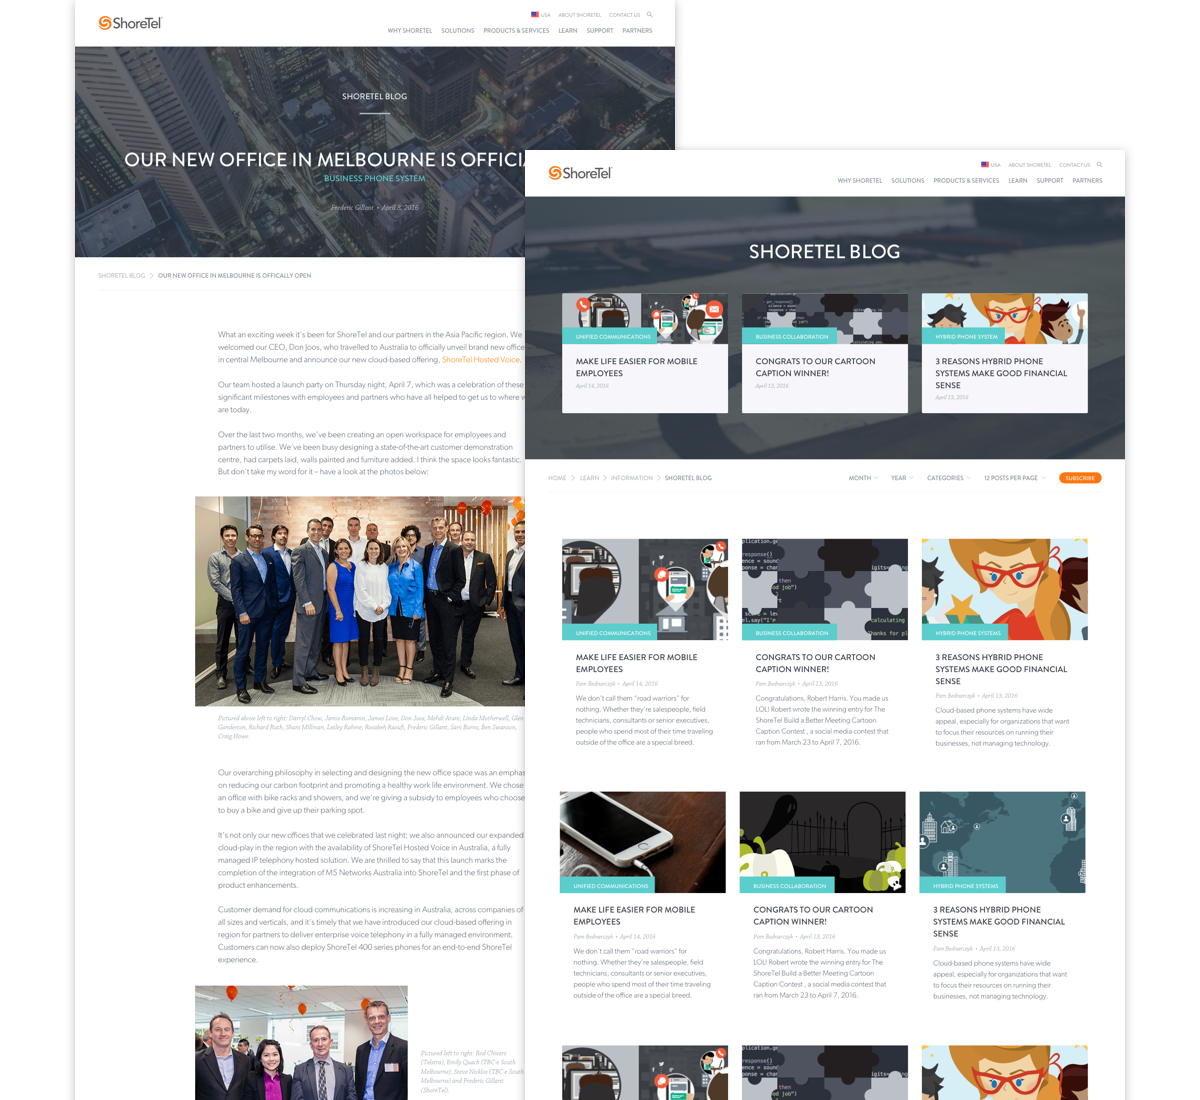 ShoreTel
USA ABOUT SHORETEL CONTACT US
WHY SHORETEL SOLUTIONS PRODUCTS & SERVICES LEARN SUPPORT PARTNERS
SHORETEL BLOG
OUR NEW OFFICE IN MELBOURNE IS OFFICIA
BUSINESS PHONE SYSTEM
Frederic Gillant • April 8, 2016
SHORETEL BLOG > OUR NEW OFFICE IN MELBOURNE IS OFFICALLY OPEN
What an exciting week it's been for ShoreTel and our partners in the Asia Pacific region. We
welcomed our CEO, Don Joos, who travelled to Australia to officially unveil brand new office
in central Melbourne and announce our new cloud-based offering, ShoreTel Hosted Voice.
Our team hosted a launch party on Thursday night, April 7, which was a celebration of these
significant milestones with employees and partners who have all helped to get us to where w
are today.
Over the last two months, we've been creating an open workspace for employees and
partners to utilise. We've been busy designing a state-of-the-art customer demonstration
centre, had carpets laid, walls painted and furniture added. I think the space looks fantastic.
But don't take my word for it – have a look at the photos below:
Pictured above left to right: Darryl Chow, Jamie Romanin, James Love, Don Joos, Mehdi Arare, Linda Motherwell, Glen
Gunderson, Richard Ruth, Shani Millman, Lesley Rahme, Rosabeh Raouft, Frederic Gillant, Sam Burns, Ben Swanson,
Craig Howe.
Our overarching philosophy in selecting and designing the new office space was an emphas
on reducing our carbon footprint and promoting a healthy work life environment. We chose
an office with bike racks and showers, and we're giving a subsidy to employees who choose
to buy a bike and give up their parking spot.
It's not only our new offices that we celebrated last night; we also announced our expanded
cloud-play in the region with the availability of ShoreTel Hosted Voice in Australia, a fully
managed IP telephony hosted solution. We are thrilled to say that this launch marks the
completion of the integration of M5 Networks Australia into ShoreTel and the first phase of
product enhancements.
Customer demand for cloud communications is increasing in Australia, across companies of
all sizes and verticals, and it's timely that we have introduced our cloud-based offering in
region for partners to deliver enterprise voice telephony in a fully managed environment.
Customers can now also deploy ShoreTel 400 series phones for an end-to-end ShoreTel
experience.
Pictured left to right: Rod Chivers
(Telstra), Emily Quach (TBC-e South
Melbourne), Steve Nicklos (TBC-e South
Melbourne) and Frederic Gillant
(ShoreTel).
ShoreTel
USA ABOUT SHORETEL CONTACT US
WHY SHORETEL SOLUTIONS PRODUCTS & SERVICES LEARN SUPPORT PARTNERS
SHORETEL BLOG
UNIFIED COMMUNICATIONS
MAKE LIFE EASIER FOR MOBILE
EMPLOYEES
April 14, 2016
BUSINESS COLLABORATION
CONGRATS TO OUR CARTOON
CAPTION WINNER!
April 13, 2016
HYBRID PHONE SYSTEM
3 REASONS HYBRID PHONE
SYSTEMS MAKE GOOD FINANCIAL
SENSE
April 13, 2016
HOME > LEARN > INFORMATION > SHORETEL BLOG
MONTH YEAR CATEGORIES 12 POSTS PER PAGE SUBSCRIBE
UNIFIED COMMUNICATIONS
MAKE LIFE EASIER FOR MOBILE
EMPLOYEES
Pam Bednarczyk • April 14, 2016
We don't call them "road warriors" for
nothing. Whether they're salespeople, field
technicians, consultants or senior executives,
people who spend most of their time traveling
outside of the office are a special breed.
BUSINESS COLLABORATION
CONGRATS TO OUR CARTOON
CAPTION WINNER!
Pam Bednarczyk • April 13, 2016
Congratulations, Robert Harris. You made us
LOL! Robert wrote the winning entry for The
ShoreTel Build a Better Meeting Cartoon
Caption Contest , a social media contest that
ran from March 23 to April 7, 2016.
HYBRID PHONE SYSTEMS
3 REASONS HYBRID PHONE
SYSTEMS MAKE GOOD FINANCIAL
SENSE
Pam Bednarczyk • April 13, 2016
Cloud-based phone systems have wide
appeal, especially for organizations that want
to focus their resources on running their
businesses, not managing technology.
UNIFIED COMMUNICATIONS
MAKE LIFE EASIER FOR MOBILE
EMPLOYEES
Pam Bednarczyk • April 14, 2016
We don't call them "road warriors" for
nothing. Whether they're salespeople, field
technicians, consultants or senior executives,
people who spend most of their time traveling
outside of the office are a special breed.
BUSINESS COLLABORATION
CONGRATS TO OUR CARTOON
CAPTION WINNER!
Pam Bednarczyk • April 13, 2016
Congratulations, Robert Harris. You made us
LOL! Robert wrote the winning entry for The
ShoreTel Build a Better Meeting Cartoon
Caption Contest , a social media contest that
ran from March 23 to April 7, 2016.
HYBRID PHONE SYSTEMS
3 REASONS HYBRID PHONE
SYSTEMS MAKE GOOD FINANCIAL
SENSE
Pam Bednarczyk • April 13, 2016
Cloud-based phone systems have wide
appeal, especially for organizations that want
to focus their resources on running their
businesses, not managing technology.